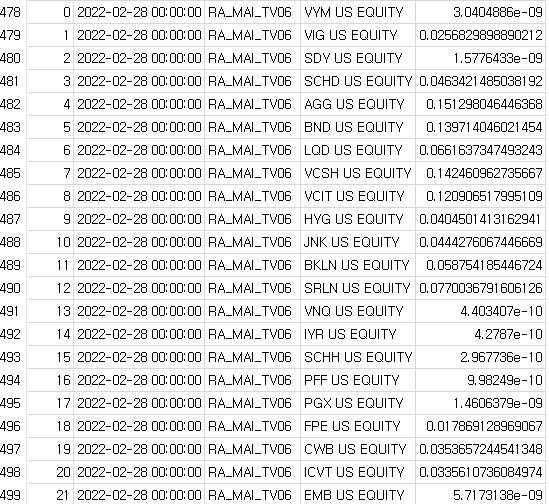 478 0 2022-02-28 00:00:00 RA_MAI_TV06 VYM US EQUITY 3.0404886e-09
479 1 2022-02-28 00:00:00 RA_MAI_TV06 VIG US EQUITY 0.0256829898890212
480 2 2022-02-28 00:00:00 RA_MAI_TV06 SDY US EQUITY 1.5776433e-09
481 3 2022-02-28 00:00:00 RA_MAI_TV06 SCHD US EQUITY 0.0463421485038192
482 4 2022-02-28 00:00:00 RA_MAI_TV06 AGG US EQUITY 0.151298046446368
483 5 2022-02-28 00:00:00 RA_MAI_TV06 BND US EQUITY 0.139714046021454
484 6 2022-02-28 00:00:00 RA_MAI_TV06 LQD US EQUITY 0.0661637347493243
485 7 2022-02-28 00:00:00 RA_MAI_TV06 VCSH US EQUITY 0.142460962735667
486 8 2022-02-28 00:00:00 RA_MAI_TV06 VCIT US EQUITY 0.120906517995109
487 9 2022-02-28 00:00:00 RA_MAI_TV06 HYG US EQUITY 0.0404501413162941
488 10 2022-02-28 00:00:00 RA_MAI_TV06 JNK US EQUITY 0.0444276067446669
489 11 2022-02-28 00:00:00 RA_MAI_TV06 BKLN US EQUITY 0.058754185446724
490 12 2022-02-28 00:00:00 RA_MAI_TV06 SRLN US EQUITY 0.0770036791606126
491 13 2022-02-28 00:00:00 RA_MAI_TV06 VNQ US EQUITY 4.403407e-10
492 14 2022-02-28 00:00:00 RA_MAI_TV06 IYR US EQUITY 4.2787e-10
493 15 2022-02-28 00:00:00 RA_MAI_TV06 SCHH US EQUITY 2.967736e-10
494 16 2022-02-28 00:00:00 RA_MAI_TV06 PFF US EQUITY 9.98249e-10
495 17 2022-02-28 00:00:00 RA_MAI_TV06 PGX US EQUITY 1.4606379e-09
496 18 2022-02-28 00:00:00 RA_MAI_TV06 FPE US EQUITY 0.017869128969067
497 19 2022-02-28 00:00:00 RA_MAI_TV06 CWB US EQUITY 0.0353657244541348
498 20 2022-02-28 00:00:00 RA_MAI_TV06 ICVT US EQUITY 0.0335610736084974
499 21 2022-02-28 00:00:00 RA_MAI_TV06 EMB US EQUITY 5.7173138e-09